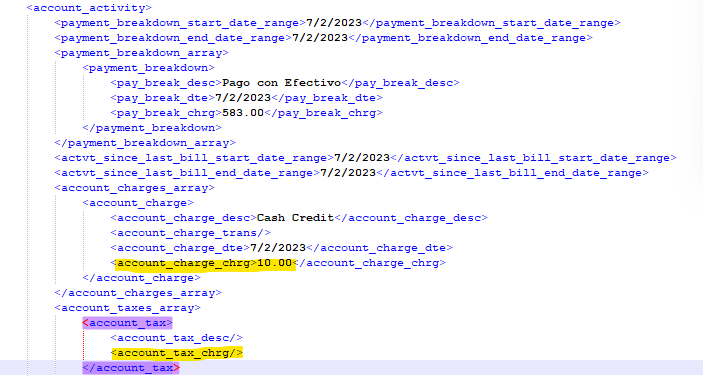 <account_activity>
<payment_breakdown_start_date_range>7/2/2023</payment_breakdown_start_date_range>
<payment_breakdown_end_date_range>7/2/2023</payment_breakdown_end_date_range>
<payment_breakdown_array>
<payment_breakdown>
<pay_break_desc>Pago con Efectivo</pay_break_desc>
<pay_break_dte>7/2/2023</pay_break_dte>
<pay_break_chrg>583.00</pay_break_chrg>
</payment_breakdown>
</payment_breakdown_array>
<actvt_since_last_bill_start_date_range>7/2/2023</actvt_since_last_bill_start_date_range>
<actvt_since_last_bill_end_date_range>7/2/2023</actvt_since_last_bill_end_date_range>
<account_charges_array>
<account_charge>
<account_charge_desc>Cash Credit</account_charge_desc>
<account_charge_trans/>
<account_charge_dte>7/2/2023</account_charge_dte>
<account_charge_chrg>10.00</account_charge_chrg>
</account_charge>
</account_charges_array>
<account_taxes_array>
<account_tax>
<account_tax_desc/>
<account_tax_chrg/>
</account_tax>